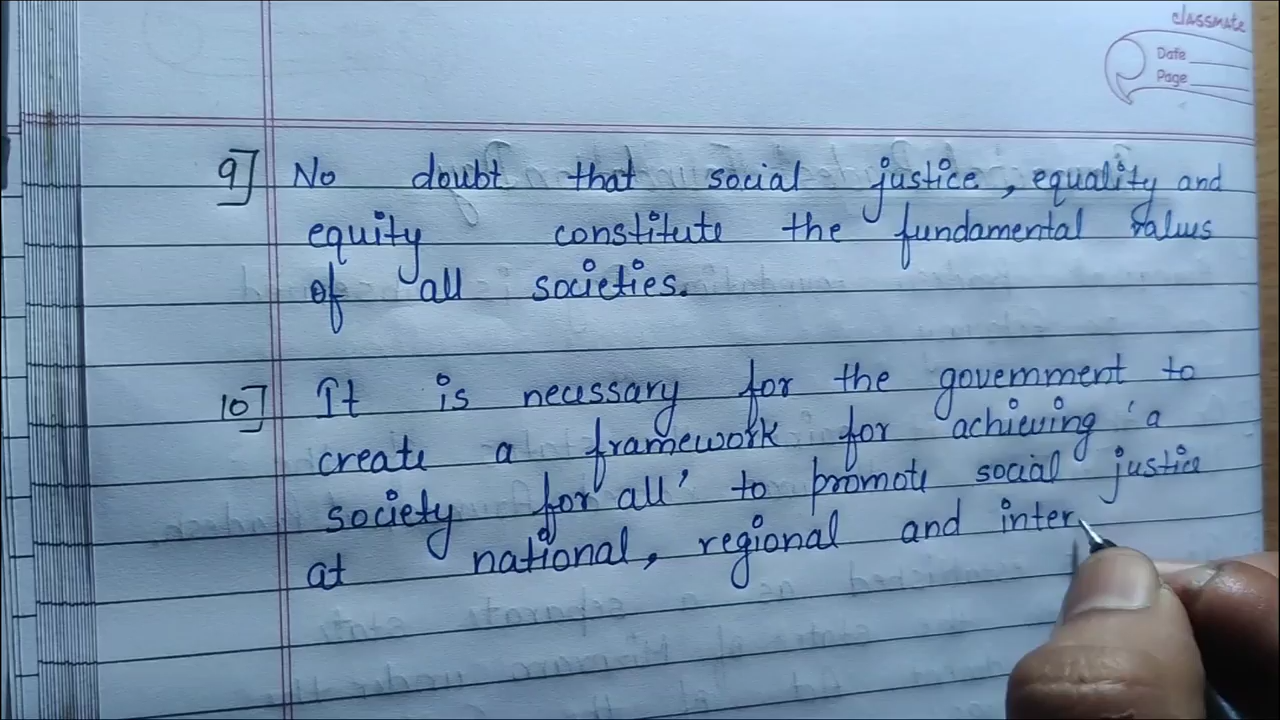 classmate
Date
Page
9] No doubt that social justice, equality and
equity constitute the fundamental values
of all societies.
10] It is necessary for the government to
create a framework for achieving 'a
society for all' to promote social justice
at national, regional and inter